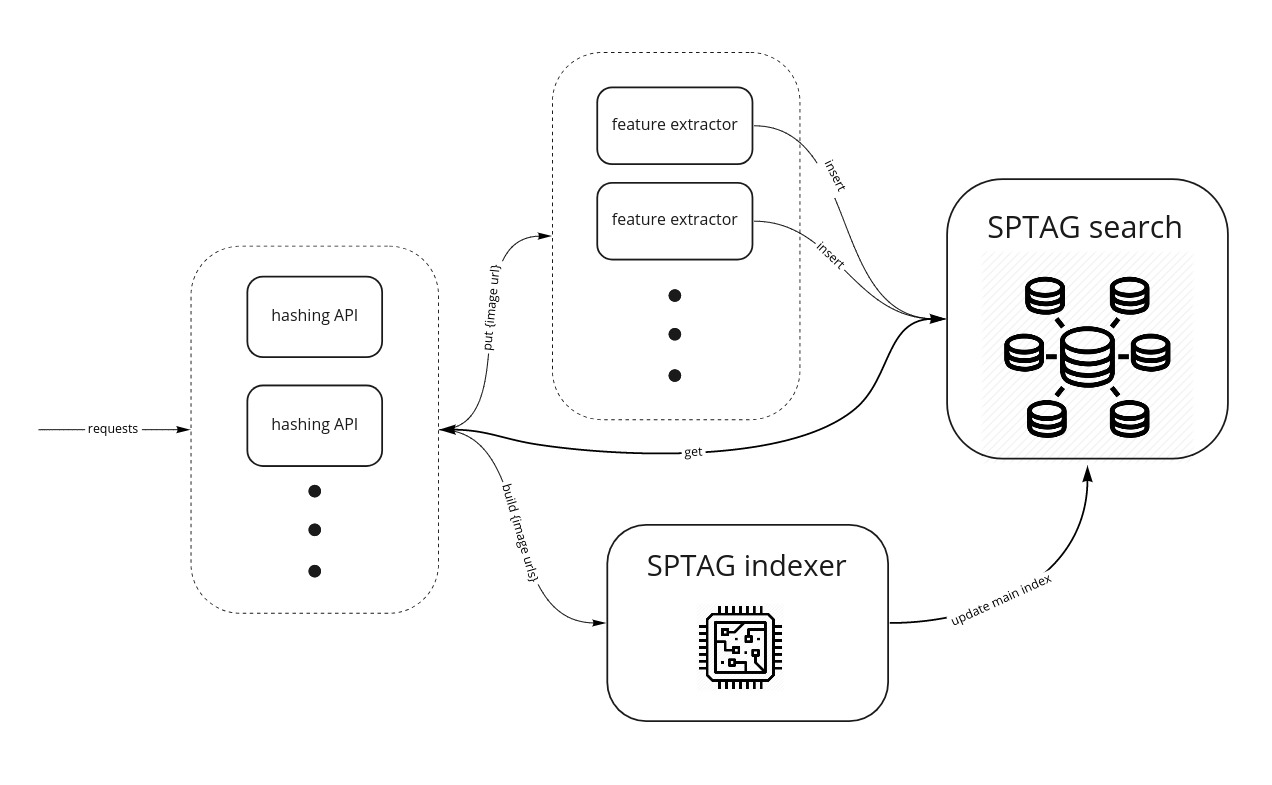 feature extractor
insert
feature extractor
insert
SPTAG search
hashing API
put {image url}
hashing API
requests
get
build {image urls}
SPTAG indexer
update main index